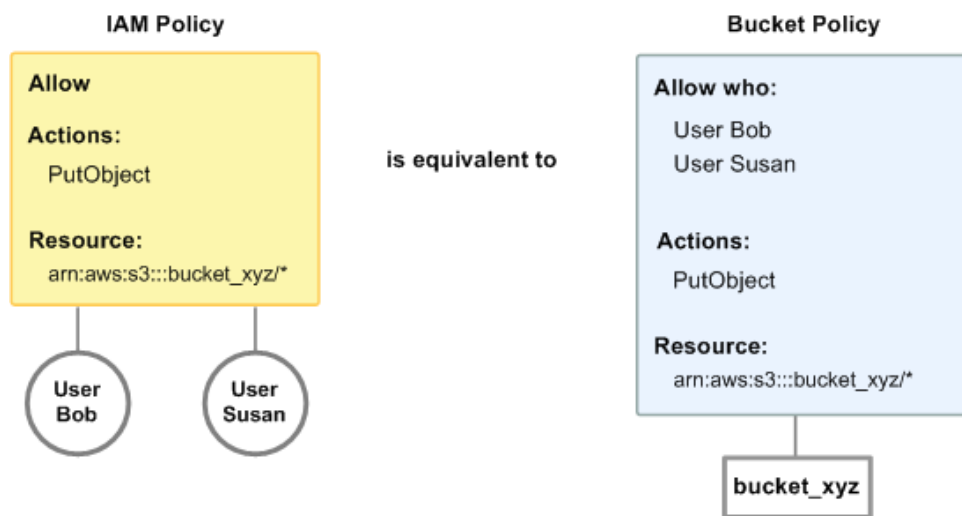 IAM Policy
Allow
Actions:
PutObject
Resource:
arn:aws:s3:::bucket_xyz/*
User
Bob
User
Susan
is equivalent to
Bucket Policy
Allow who:
User Bob
User Susan
Actions:
PutObject
Resource:
arn:aws:s3:::bucket_xyz/*
bucket_xyz